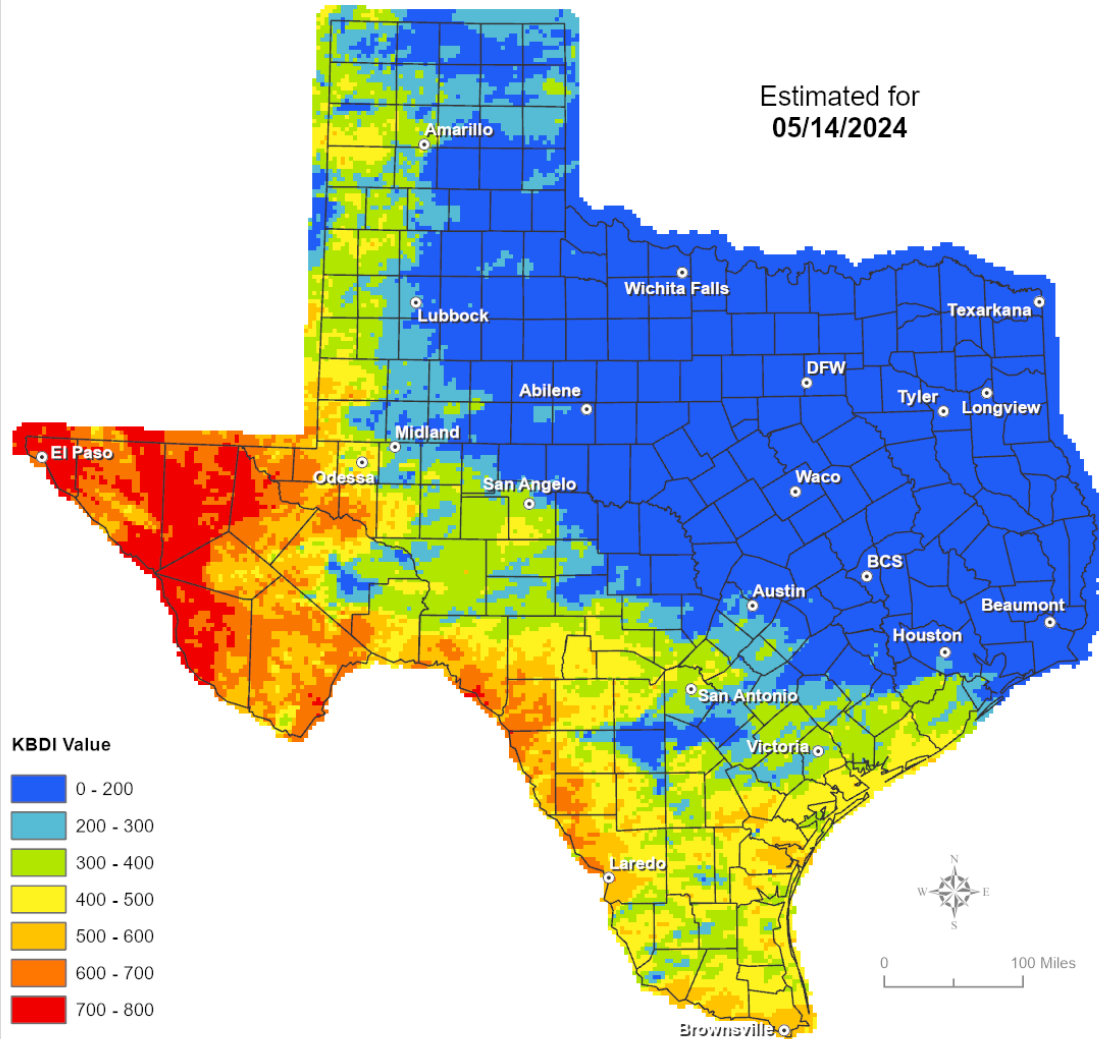 Estimated for
05/14/2024
Amarillo
Wichita Falls
Lubbock
Texarkana
DFW
Abilene
Tyler
Longview
Midland
El Paso
Odessa
San Angelo
Waco
BCS
Austin
Beaumont
Houston
San Antonio
Victoria
Laredo
Brownsville
KBDI Value
0 - 200
200 - 300
300 - 400
400 - 500
500 - 600
600 - 700
700 - 800
N
W E
S
0 100 Miles